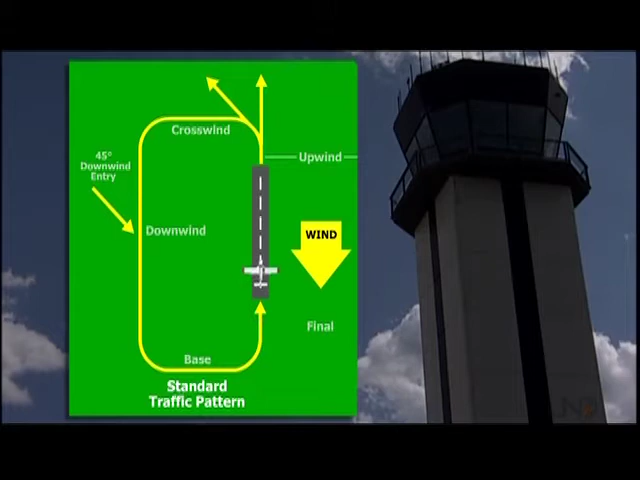 Crosswind
45°
Downwind
Entry
Upwind
Downwind
WIND
Final
Base
Standard
Traffic Pattern